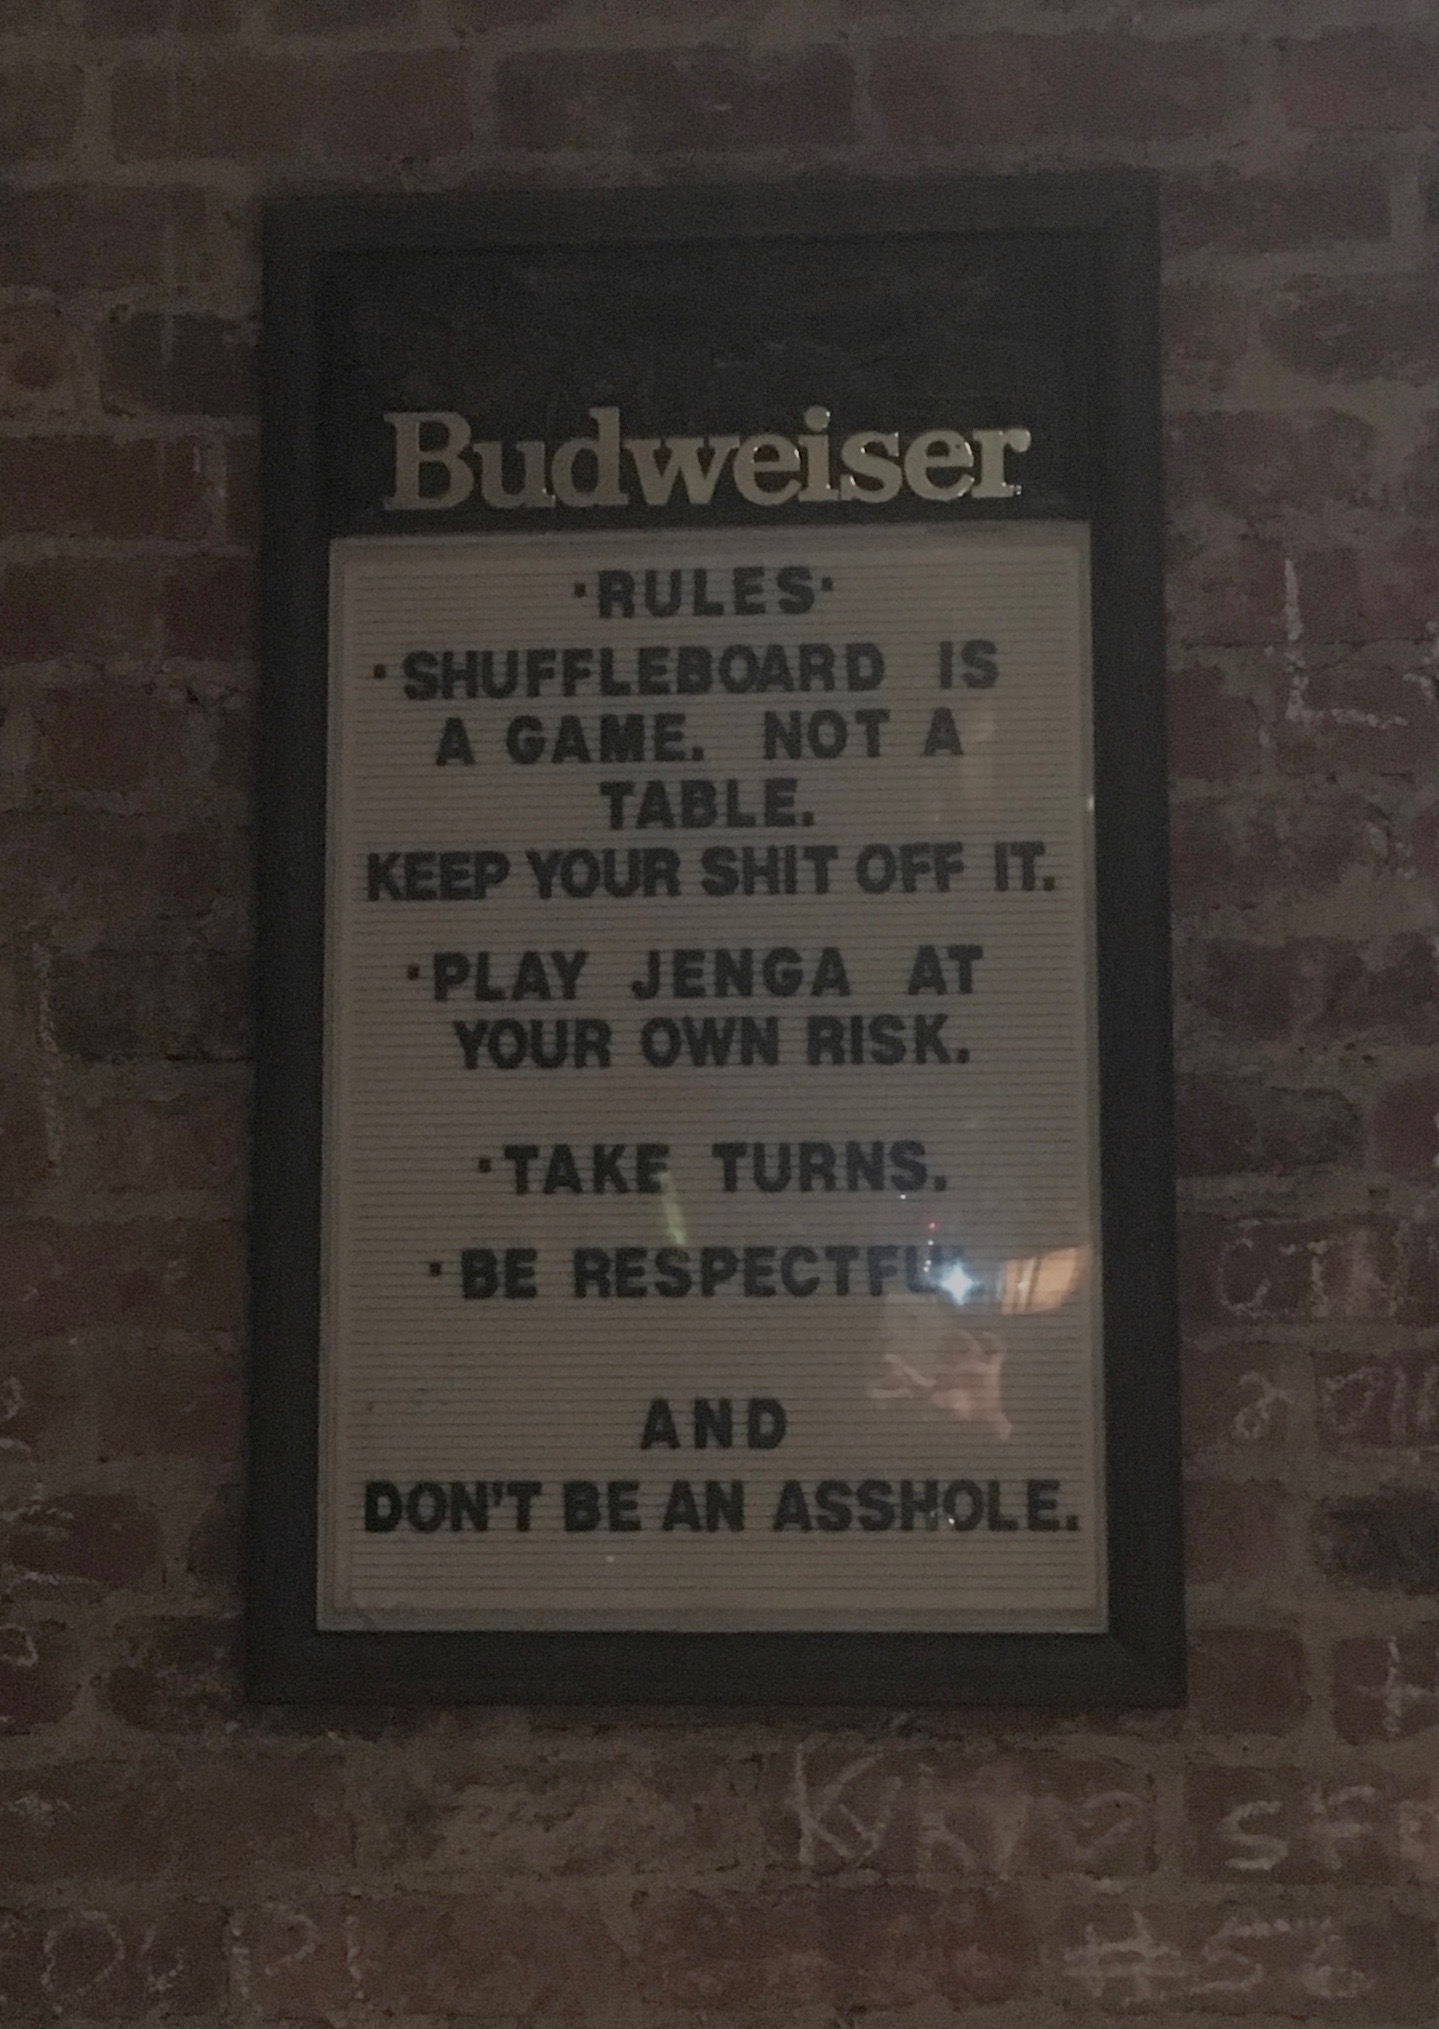 Budweiser
·RULES·
·SHUFFLEBOARD IS
A GAME. NOT A
TABLE.
KEEP YOUR SHIT OFF IT.
·PLAY JENGA AT
YOUR OWN RISK.
·TAKE TURNS.
·BE RESPECTFUL
AND
DON'T BE AN ASSHOLE.